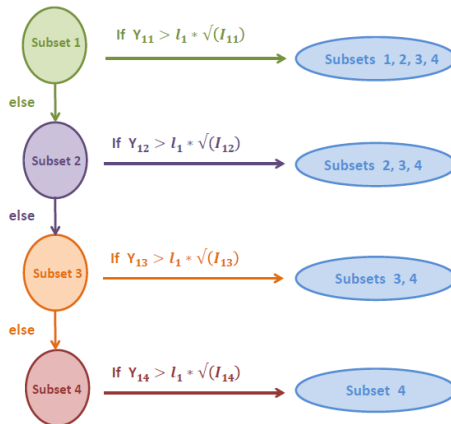 Subset 1
If Y₁₁ > l₁ * √(I₁₁)
Subsets 1, 2, 3, 4
else
Subset 2
If Y₁₂ > l₁ * √(I₁₂)
Subsets 2, 3, 4
else
Subset 3
If Y₁₃ > l₁ * √(I₁₃)
Subsets 3, 4
else
Subset 4
If Y₁₄ > l₁ * √(I₁₄)
Subset 4